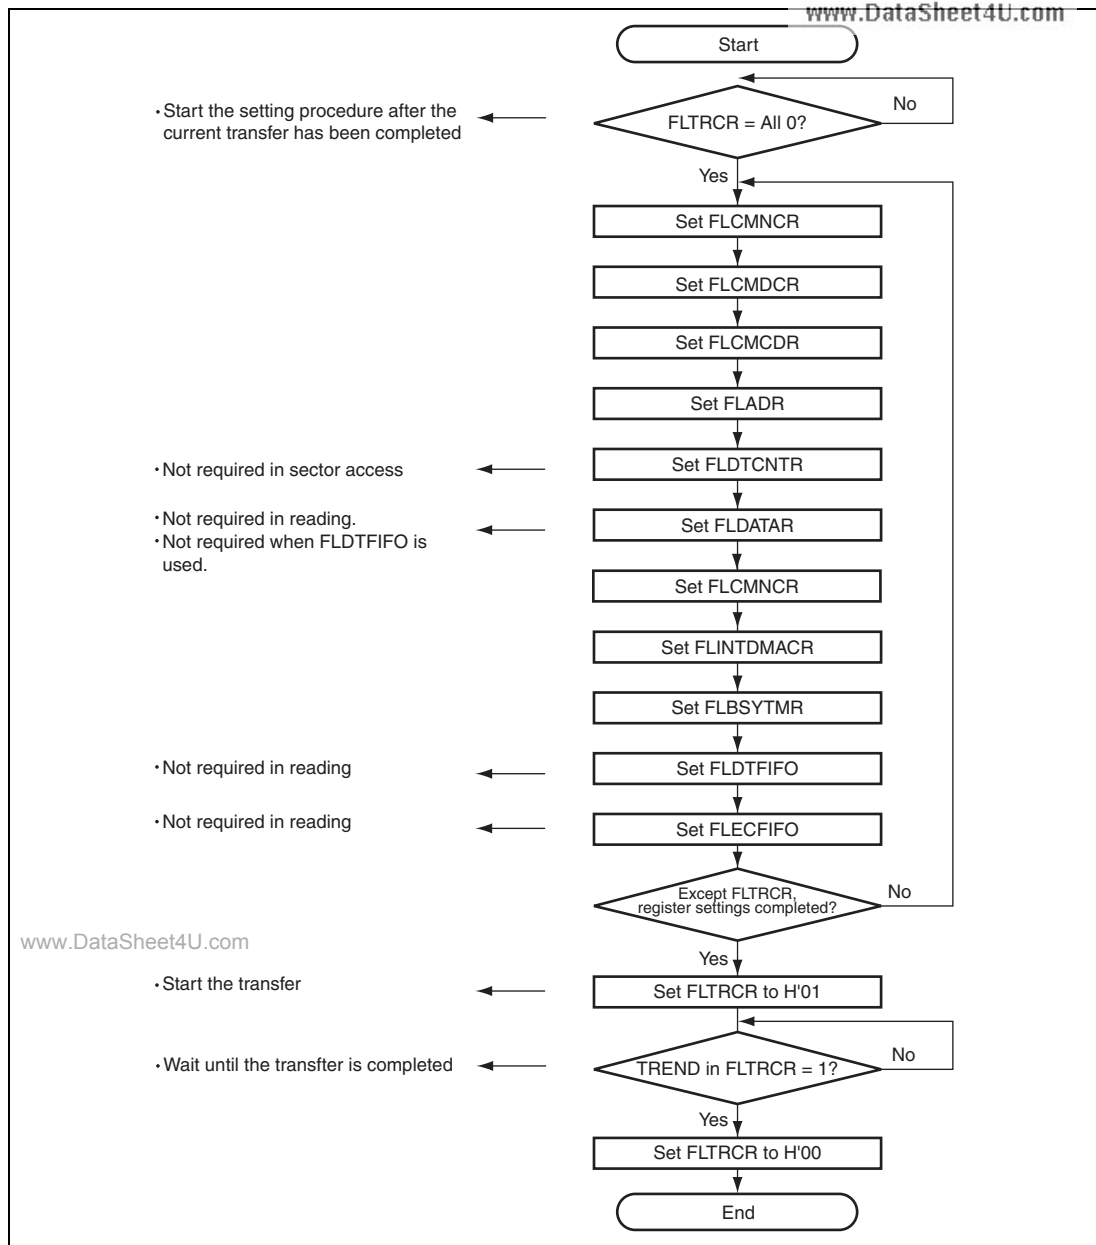 www.DataSheet4U.com
Start
· Start the setting procedure after the
current transfer has been completed
FLTRCR = All 0?
No
Yes
Set FLCMNCR
Set FLCMDCR
Set FLCMCDR
Set FLADR
· Not required in sector access
Set FLDTCNTR
· Not required in reading.
· Not required when FLDTFIFO is
used.
Set FLDATAR
Set FLCMNCR
Set FLINTDMACR
Set FLBSYTMR
· Not required in reading
Set FLDTFIFO
· Not required in reading
Set FLECFIFO
Except FLTRCR,
register settings completed?
No
www.DataSheet4U.com
Yes
· Start the transfer
Set FLTRCR to H'01
· Wait until the transfter is completed
TREND in FLTRCR = 1?
No
Yes
Set FLTRCR to H'00
End